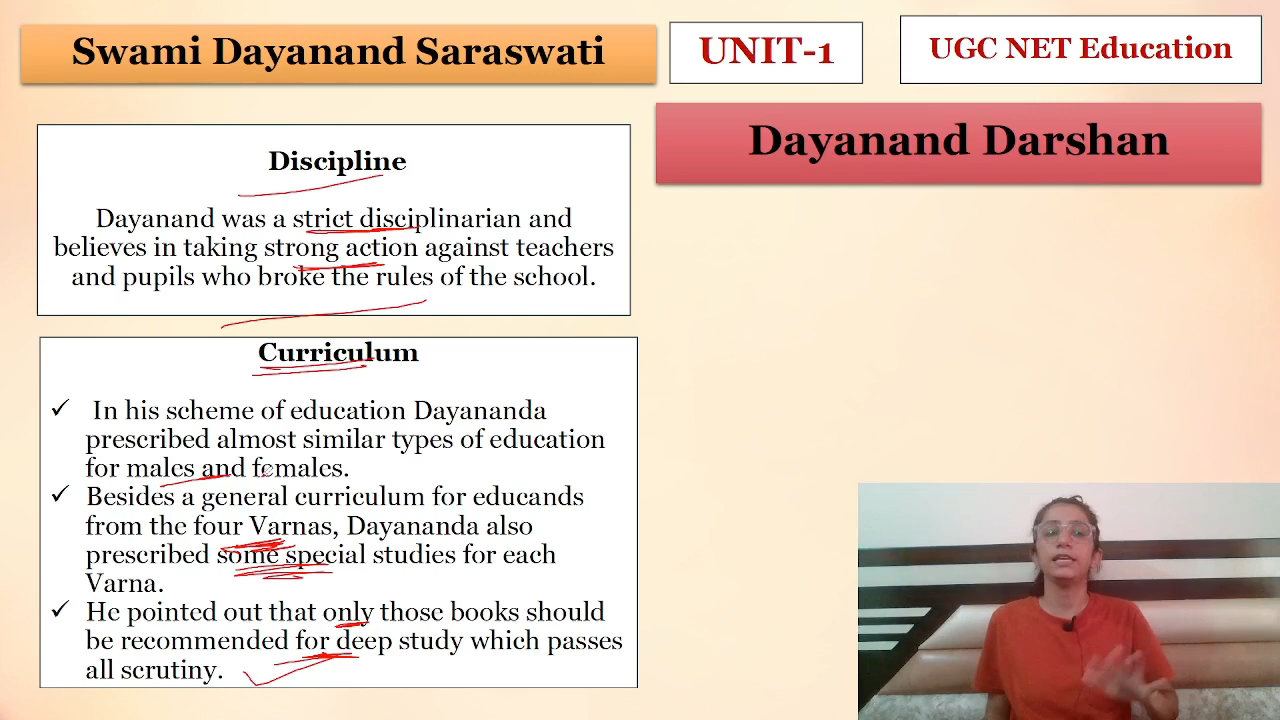 Swami Dayanand Saraswati
UNIT-1
UGC NET Education
Dayanand Darshan
Discipline
Dayanand was a strict disciplinarian and
believes in taking strong action against teachers
and pupils who broke the rules of the school.
Curriculum
✓ In his scheme of education Dayananda
prescribed almost similar types of education
for males and females.
✓ Besides a general curriculum for educands
from the four Varnas, Dayananda also
prescribed some special studies for each
Varna.
✓ He pointed out that only those books should
be recommended for deep study which passes
all scrutiny.